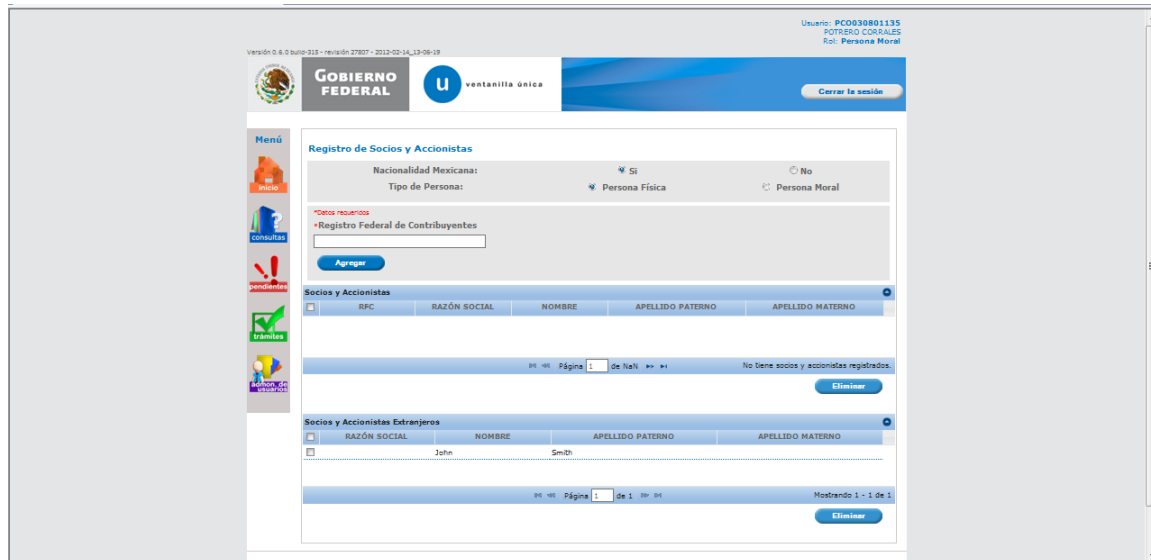 Usuario: PCO030801135
POTRERO CORRALES
Rol: Persona Moral
Versión 0.6.0 build-315 - revisión 27807 - 2012-02-14_13-06-19
GOBIERNO
FEDERAL
u ventanilla única
Cerrar la sesión
Menú
inicio
consultas
pendientes
trámites
admon. de
usuarios
Registro de Socios y Accionistas
Nacionalidad Mexicana: Si No
Tipo de Persona: Persona Física Persona Moral
*Datos requeridos
*Registro Federal de Contribuyentes
Agregar
Socios y Accionistas
RFC RAZÓN SOCIAL NOMBRE APELLIDO PATERNO APELLIDO MATERNO
Página 1 de NaN No tiene socios y accionistas registrados.
Eliminar
Socios y Accionistas Extranjeros
RAZÓN SOCIAL NOMBRE APELLIDO PATERNO APELLIDO MATERNO
John Smith
Página 1 de 1 Mostrando 1 - 1 de 1
Eliminar